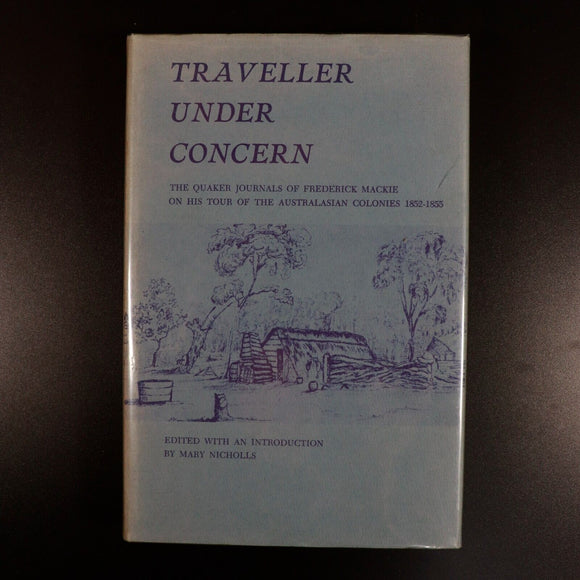 TRAVELLER
UNDER
CONCERN
THE QUAKER JOURNALS OF FREDERICK MACKIE
ON HIS TOUR OF THE AUSTRALASIAN COLONIES 1852-1855
EDITED WITH AN INTRODUCTION
BY MARY NICHOLLS